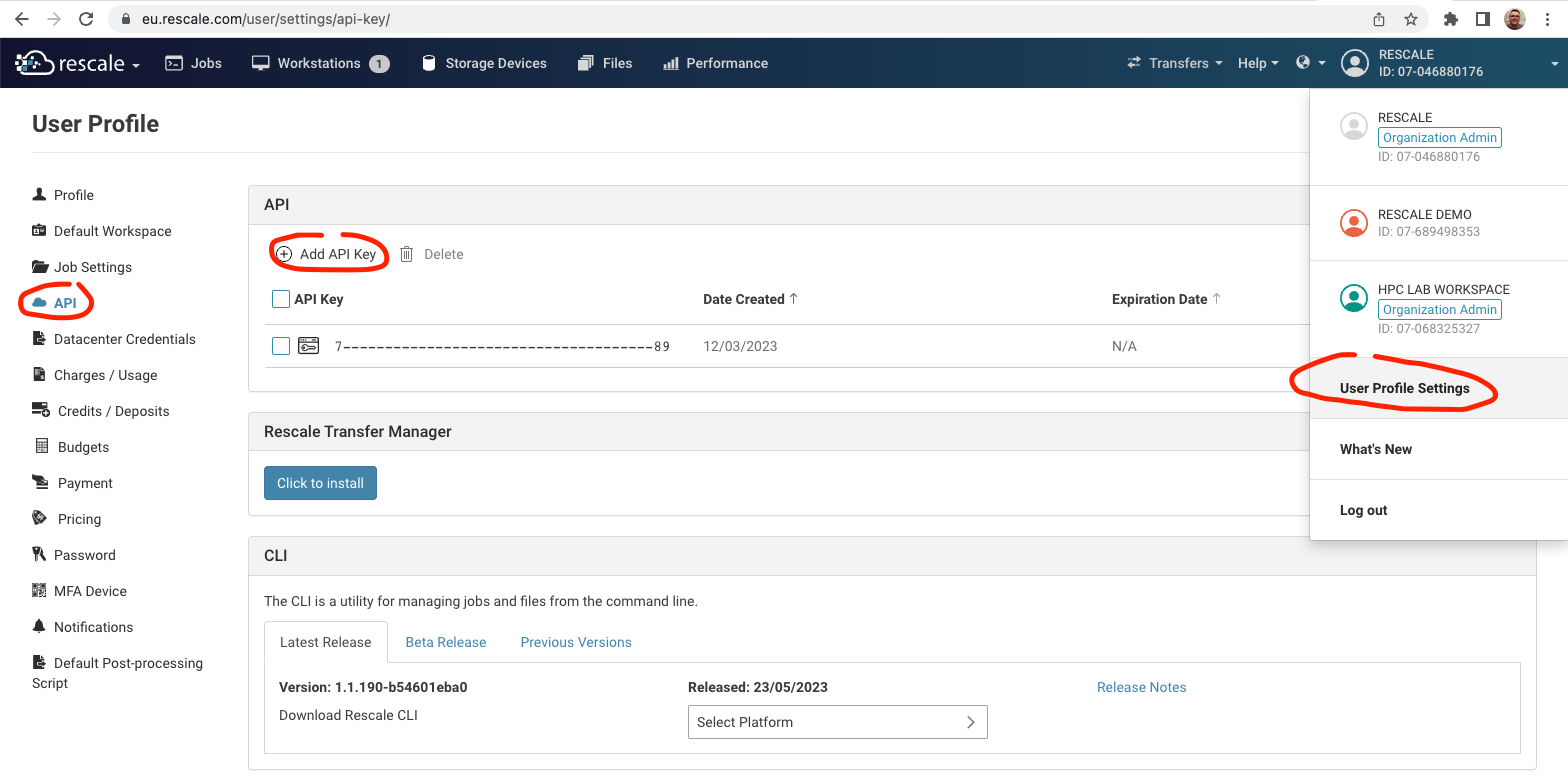 eu.rescale.com/user/settings/api-key/
rescale Jobs Workstations 1 Storage Devices Files Performance Transfers Help RESCALE
ID: 07-046880176
User Profile
Profile
Default Workspace
Job Settings
API
Datacenter Credentials
Charges / Usage
Credits / Deposits
Budgets
Payment
Pricing
Password
MFA Device
Notifications
Default Post-processing
Script
API
Add API Key Delete
API Key Date Created ↑ Expiration Date ↑
7-------------------------------------89 12/03/2023 N/A
Rescale Transfer Manager
Click to install
CLI
The CLI is a utility for managing jobs and files from the command line.
Latest Release Beta Release Previous Versions
Version: 1.1.190-b54601eba0 Released: 23/05/2023 Release Notes
Download Rescale CLI Select Platform
RESCALE
Organization Admin
ID: 07-046880176
RESCALE DEMO
ID: 07-689498353
HPC LAB WORKSPACE
Organization Admin
ID: 07-068325327
User Profile Settings
What's New
Log out